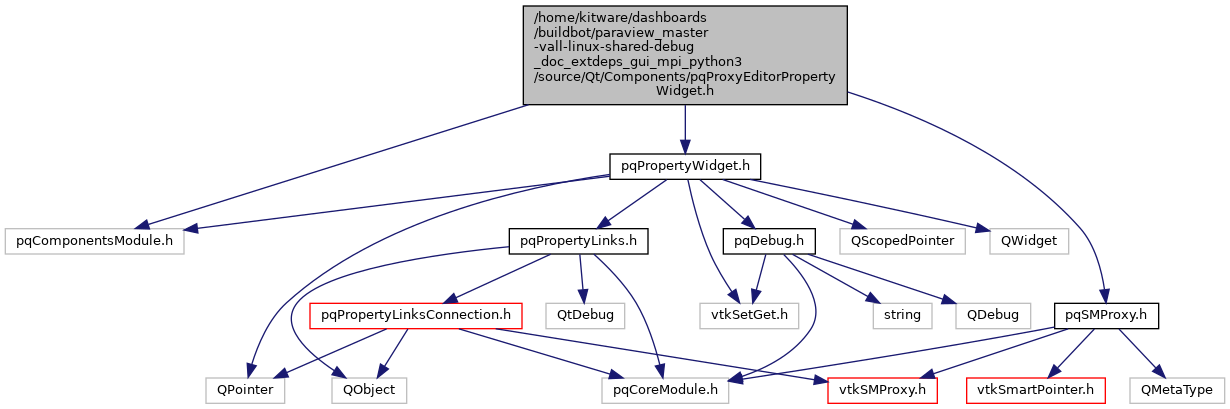 /home/kitware/dashboards
/buildbot/paraview_master
-vall-linux-shared-debug
_doc_extdeps_gui_mpi_python3
/source/Qt/Components/pqProxyEditorProperty
Widget.h
pqPropertyWidget.h
pqComponentsModule.h
pqPropertyLinks.h
pqDebug.h
QScopedPointer
QWidget
pqPropertyLinksConnection.h
QtDebug
vtkSetGet.h
string
QDebug
pqSMProxy.h
QPointer
QObject
pqCoreModule.h
vtkSMProxy.h
vtkSmartPointer.h
QMetaType